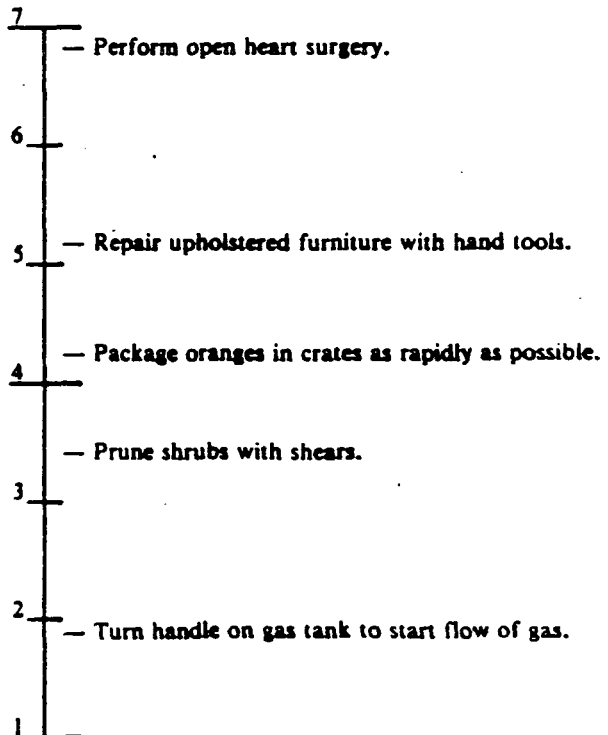 7
— Perform open heart surgery.
6
— Repair upholstered furniture with hand tools.
5
— Package oranges in crates as rapidly as possible.
4
— Prune shrubs with shears.
3
2
— Turn handle on gas tank to start flow of gas.
1